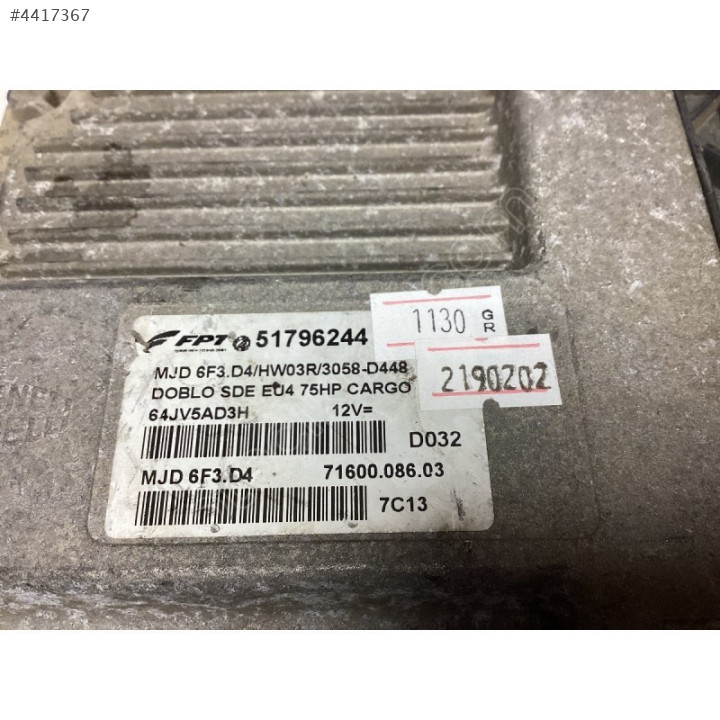 #4417367
FPT 51796244
1130 GR
MJD 6F3.D4/HW03R/3058-D448
2190202
DOBLO SDE EU4 75HP CARGO
64JV5AD3H 12V=
D032
MJD 6F3.D4 71600.086.03
7C13